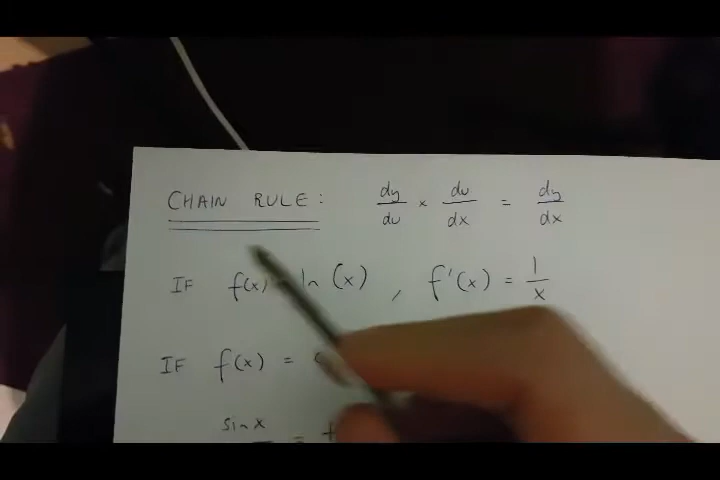 CHAIN RULE: dy/du × du/dx = dy/dx
IF f(x) = ln (x) , f'(x) = 1/x
IF f(x) =
sin x =